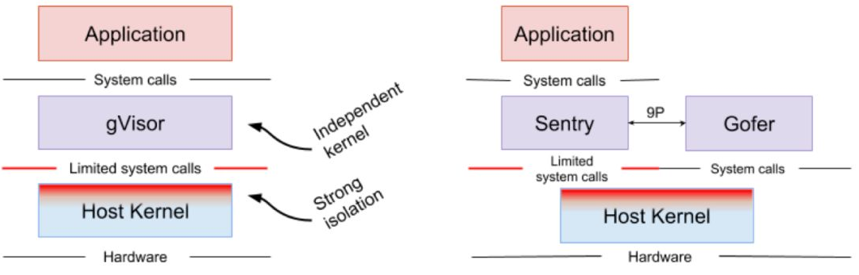 Application
System calls
gVisor
Independent
kernel
Limited system calls
Strong
isolation
Host Kernel
Hardware
Application
System calls
Sentry
9P
Gofer
Limited
system calls
System calls
Host Kernel
Hardware